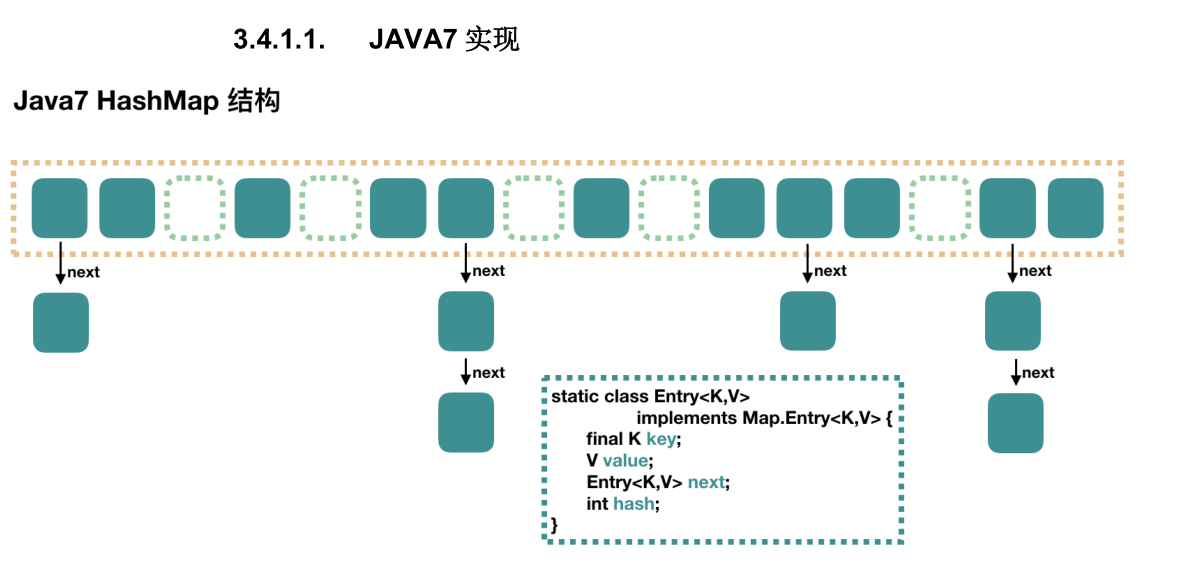 3.4.1.1. JAVA7 实现
Java7 HashMap 结构
next
next
next
next
next
next
static class Entry<K,V>
implements Map.Entry<K,V> {
final K key;
V value;
Entry<K,V> next;
int hash;
}